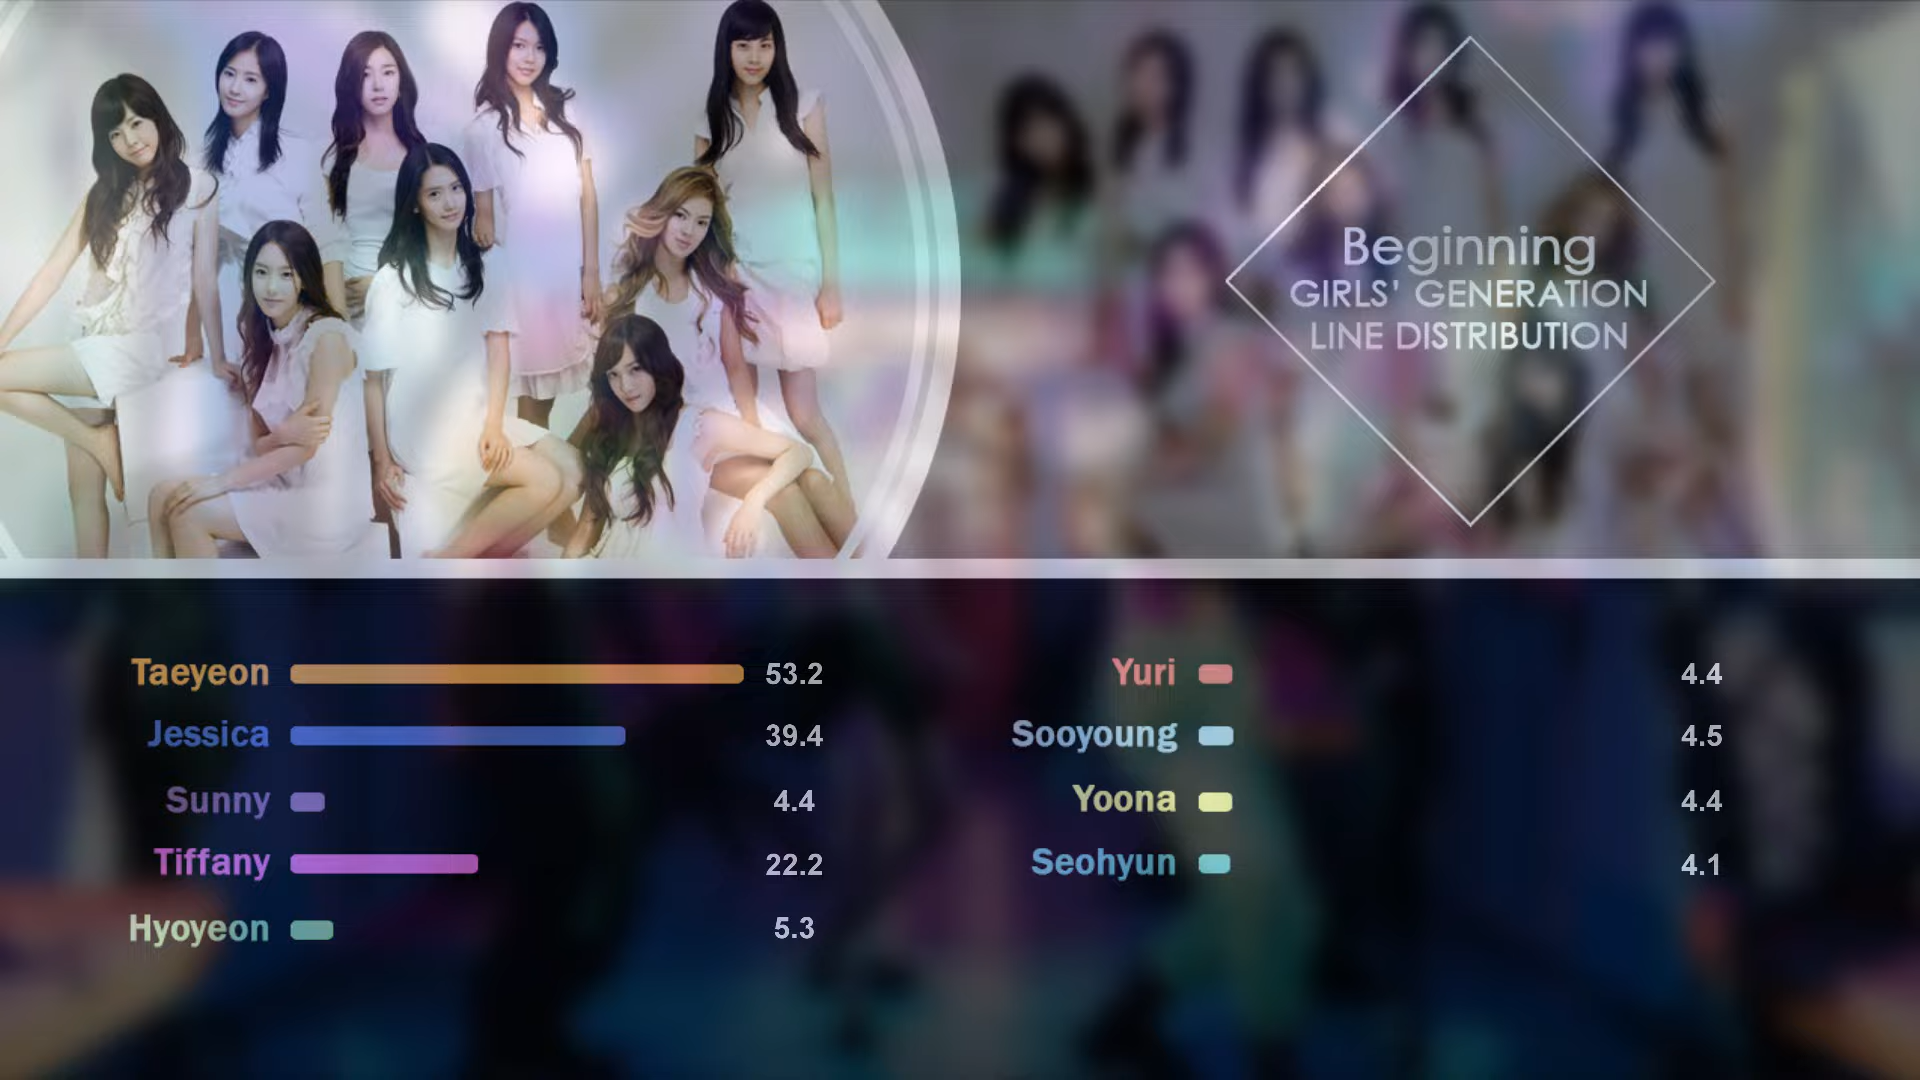 Beginning
GIRLS' GENERATION
LINE DISTRIBUTION
Taeyeon 53.2
Jessica 39.4
Sunny 4.4
Tiffany 22.2
Hyoyeon 5.3
Yuri 4.4
Sooyoung 4.5
Yoona 4.4
Seohyun 4.1